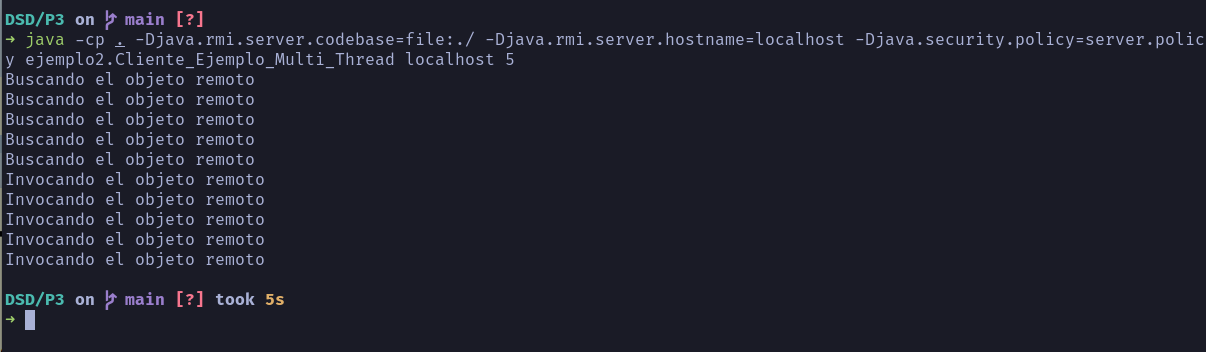 DSD/P3 on main [?]
→ java -cp . -Djava.rmi.server.codebase=file:./ -Djava.rmi.server.hostname=localhost -Djava.security.policy=server.polic
y ejemplo2.Cliente_Ejemplo_Multi_Thread localhost 5
Buscando el objeto remoto
Buscando el objeto remoto
Buscando el objeto remoto
Buscando el objeto remoto
Buscando el objeto remoto
Invocando el objeto remoto
Invocando el objeto remoto
Invocando el objeto remoto
Invocando el objeto remoto
Invocando el objeto remoto
DSD/P3 on main [?] took 5s
→